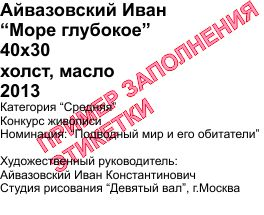 Айвазовский Иван
“Море глубокое”
40x30
холст, масло
2013
Категория “Средняя”
Конкурс живописи
Номинация: “Подводный мир и его обитатели”
Художественный руководитель:
Айвазовский Иван Константинович
Студия рисования “Девятый вал”, г.Москва
ПРИМЕР ЗАПОЛНЕНИЯ
ЭТИКЕТКИ